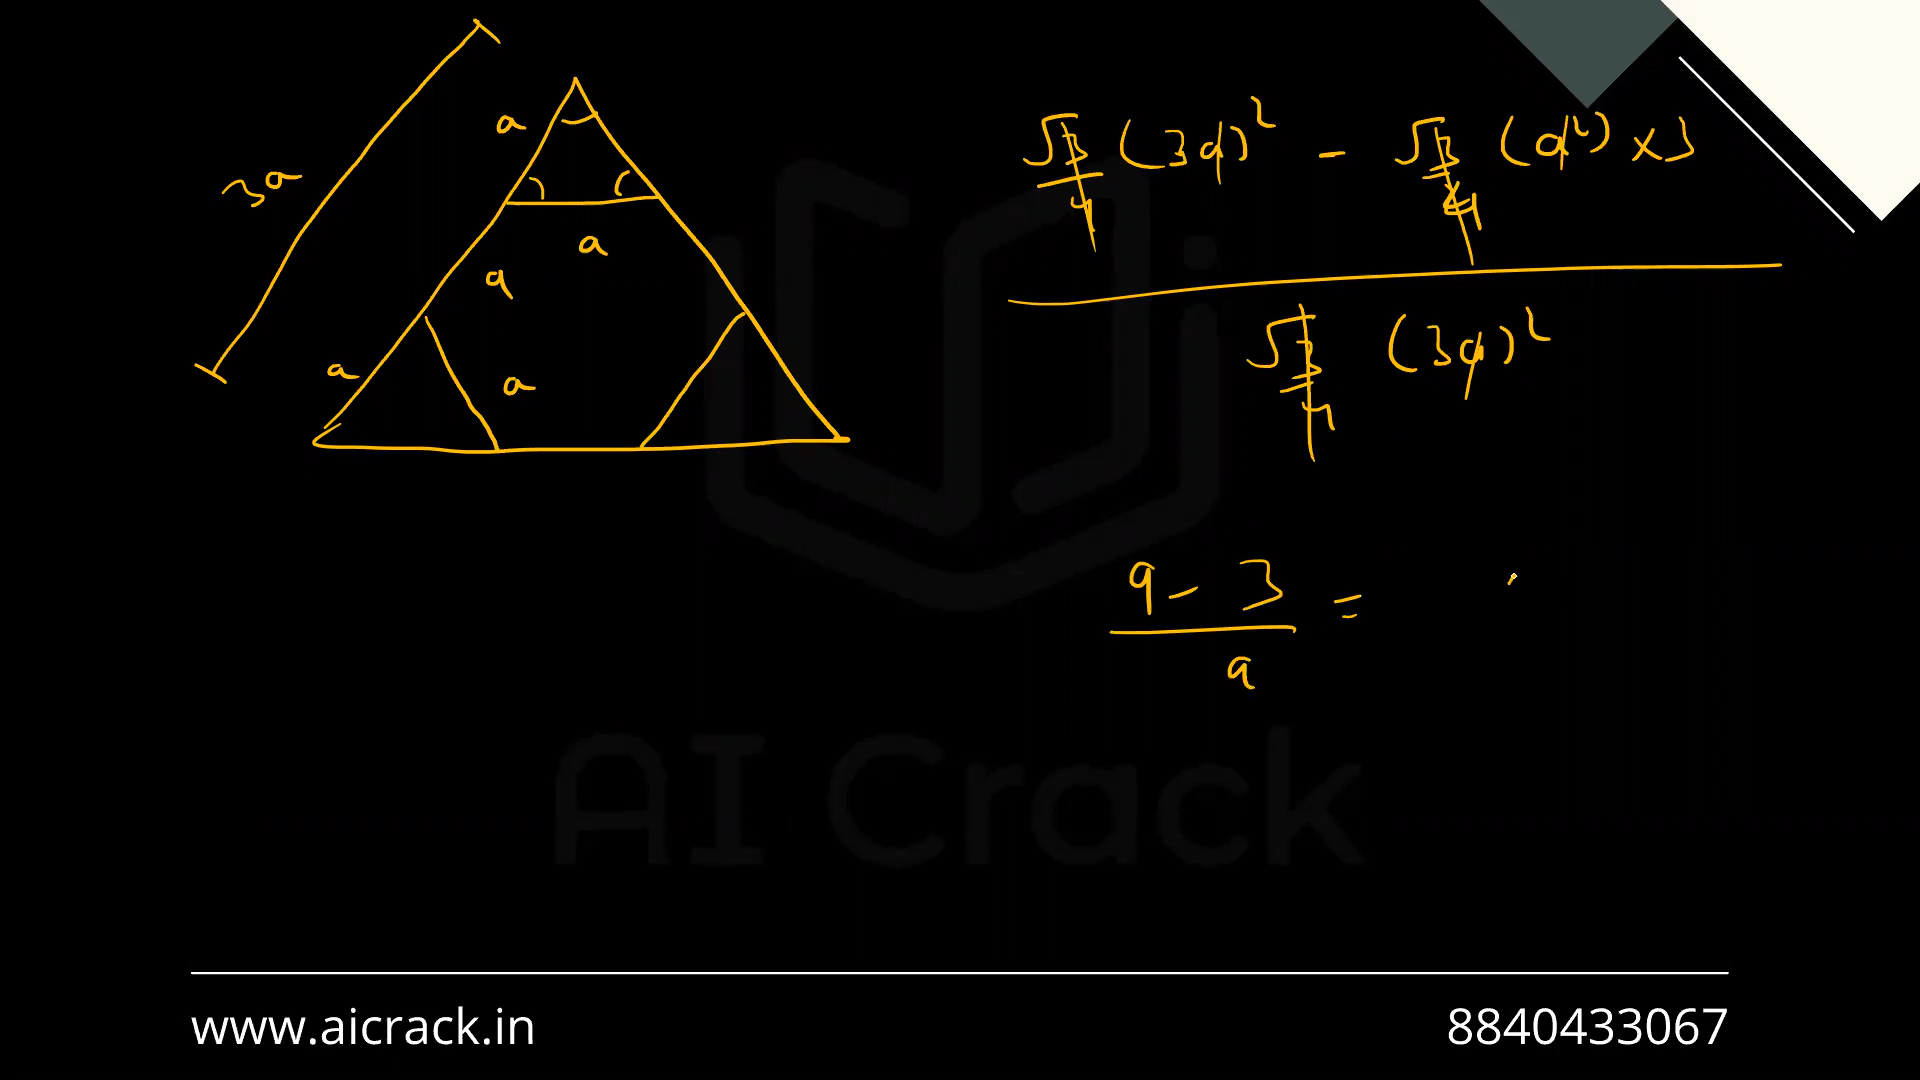 a
3a
a
a
a
a
√3/4 (3a)² - √3/4 (a²) × 3
√3/4 (3a)²
9 - 3 =
9
AI Crack
www.aicrack.in
8840433067